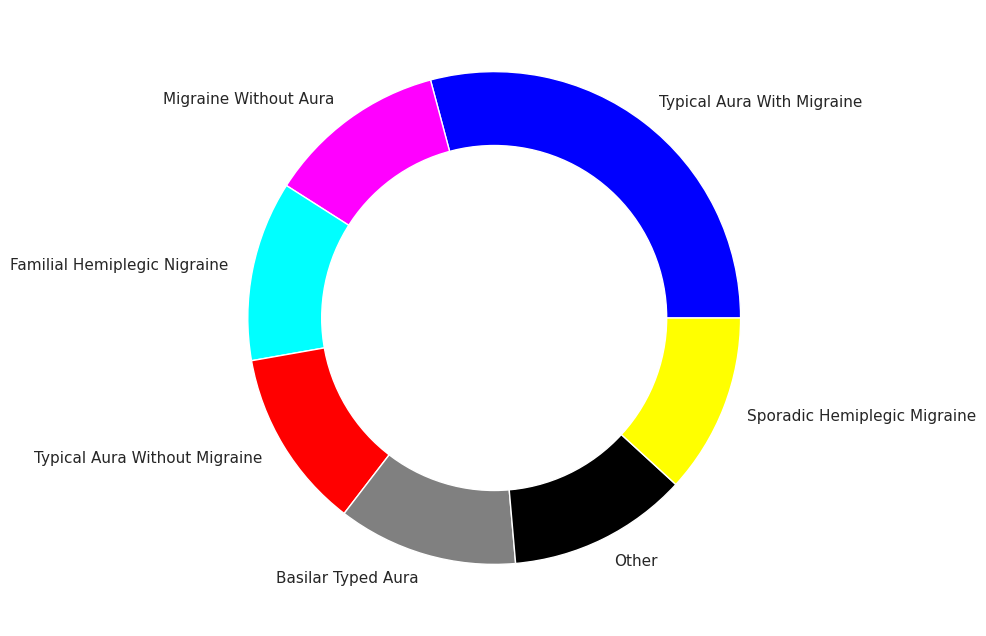 Migraine Without Aura
Typical Aura With Migraine
Familial Hemiplegic Nigraine
Sporadic Hemiplegic Migraine
Typical Aura Without Migraine
Other
Basilar Typed Aura